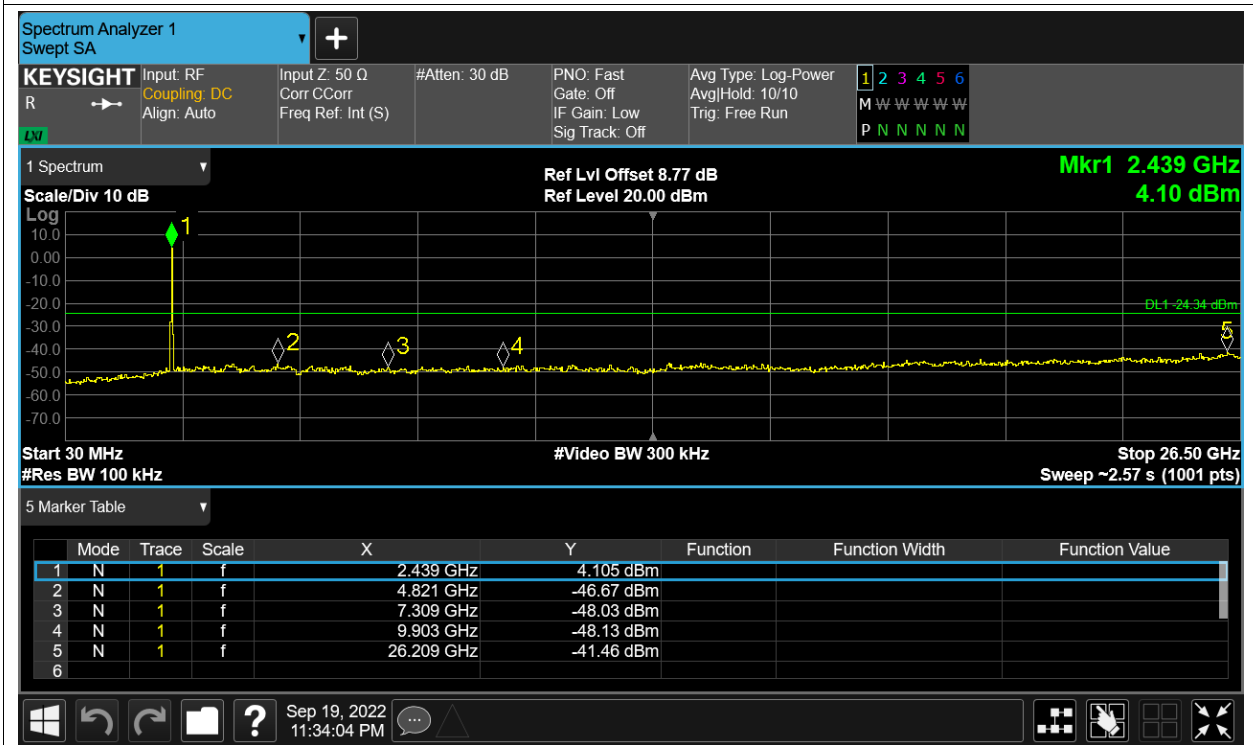 Spectrum Analyzer 1
Swept SA
KEYSIGHT
R
LXI
Input: RF
Coupling: DC
Align: Auto
Input Z: 50 Ω
Corr CCorr
Freq Ref: Int (S)
#Atten: 30 dB
PNO: Fast
Gate: Off
IF Gain: Low
Sig Track: Off
Avg Type: Log-Power
Avg|Hold: 10/10
Trig: Free Run
1 2 3 4 5 6
M W W W W W
P N N N N N
1 Spectrum
Scale/Div 10 dB
Ref Lvl Offset 8.77 dB
Ref Level 20.00 dBm
Mkr1 2.439 GHz
4.10 dBm
Log
10.0
0.00
-10.0
-20.0
-30.0
-40.0
-50.0
-60.0
-70.0
1
2
3
4
5
DL1 -24.34 dBm
Start 30 MHz
#Res BW 100 kHz
#Video BW 300 kHz
Stop 26.50 GHz
Sweep ~2.57 s (1001 pts)
5 Marker Table
Mode Trace Scale X Y Function Function Width Function Value
1 N 1 f 2.439 GHz 4.105 dBm
2 N 1 f 4.821 GHz -46.67 dBm
3 N 1 f 7.309 GHz -48.03 dBm
4 N 1 f 9.903 GHz -48.13 dBm
5 N 1 f 26.209 GHz -41.46 dBm
6
?
Sep 19, 2022
11:34:04 PM